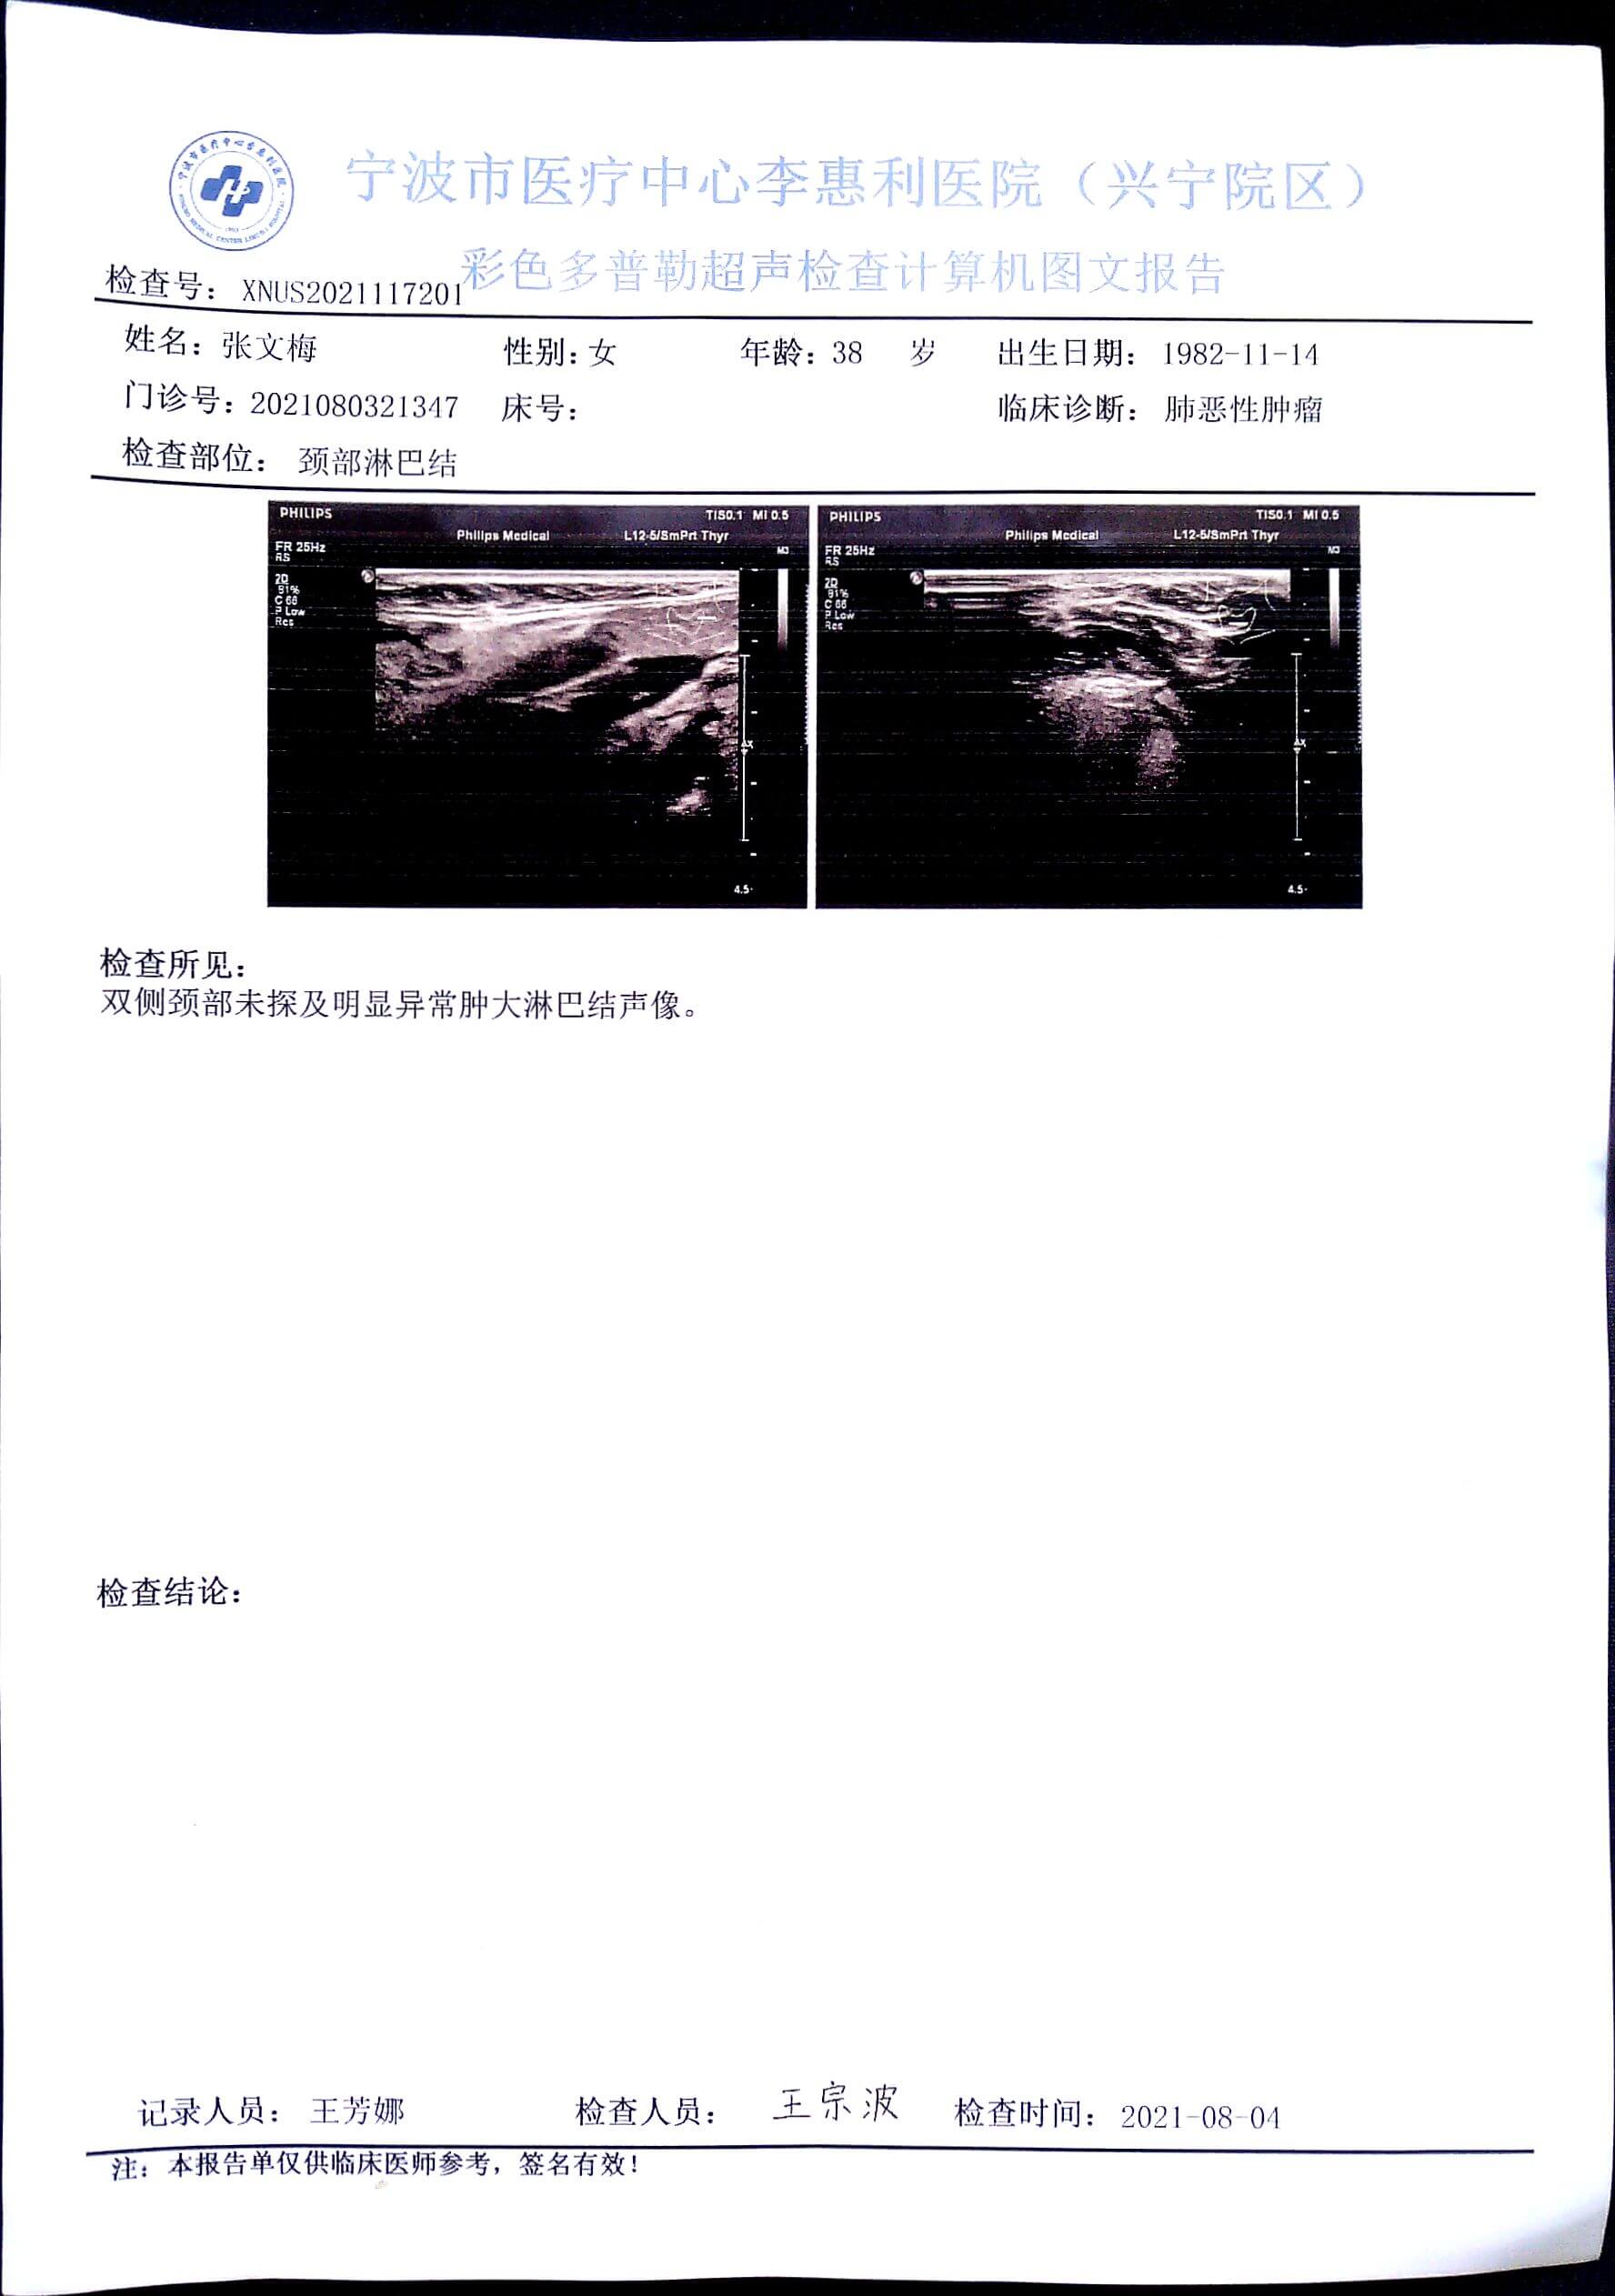 宁波市医疗中心李惠利医院（兴宁院区）
彩色多普勒超声检查计算机图文报告
检查号： XNUS2021117201
姓名：张文梅 性别：女 年龄：38 岁 出生日期： 1982-11-14
门诊号：2021080321347 床号： 临床诊断： 肺恶性肿瘤
检查部位： 颈部淋巴结
PHILIPS TIS0.1 MI 0.5
Philips Medical L12-5/SmPrt Thyr
FR 25Hz M3
RS
2D
91%
C 66
P Low
Res
4.5
PHILIPS TIS0.1 MI 0.5
Philips Medical L12-5/SmPrt Thyr
FR 25Hz M3
RS
2D
91%
C 66
P Low
Res
4.5
检查所见：
双侧颈部未探及明显异常肿大淋巴结声像。
检查结论：
记录人员： 王芳娜 检查人员： 王宗波 检查时间： 2021-08-04
注：本报告单仅供临床医师参考，签名有效！